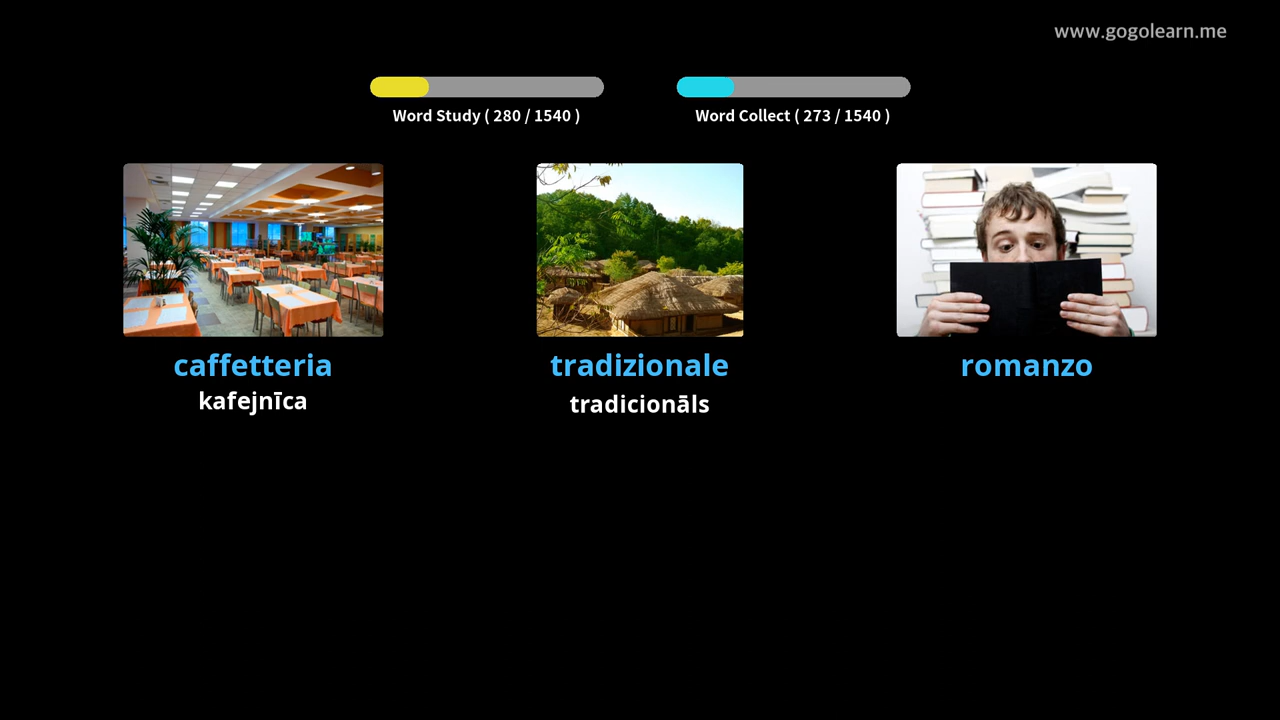 www.gogolearn.me
Word Study ( 280 / 1540 )
Word Collect ( 273 / 1540 )
caffetteria
kafejnīca
tradizionale
tradicionāls
romanzo